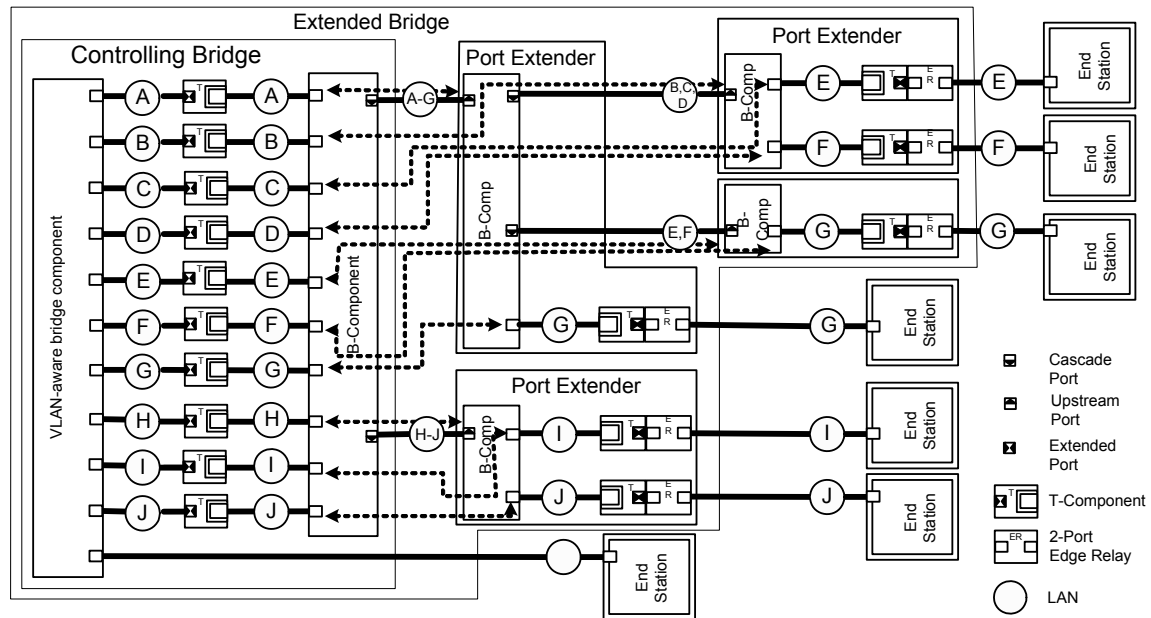 Extended Bridge
Controlling Bridge
Port Extender
Port Extender
VLAN-aware bridge component
B-Component
B-Comp
B-Comp
B-
Comp
A
T
A
A-G
B,C,
D
E
T
E
R
E
End
Station
B
T
B
F
T
E
R
F
End
Station
C
T
C
D
T
D
E,F
G
T
E
R
G
End
Station
E
T
E
F
T
F
G
T
E
R
G
End
Station
G
T
G
Port Extender
B-Comp
H
T
H
H-J
I
T
E
R
I
End
Station
I
T
I
J
T
E
R
J
End
Station
J
T
J
End
Station
Cascade
Port
Upstream
Port
Extended
Port
T
T-Component
ER
2-Port
Edge Relay
LAN